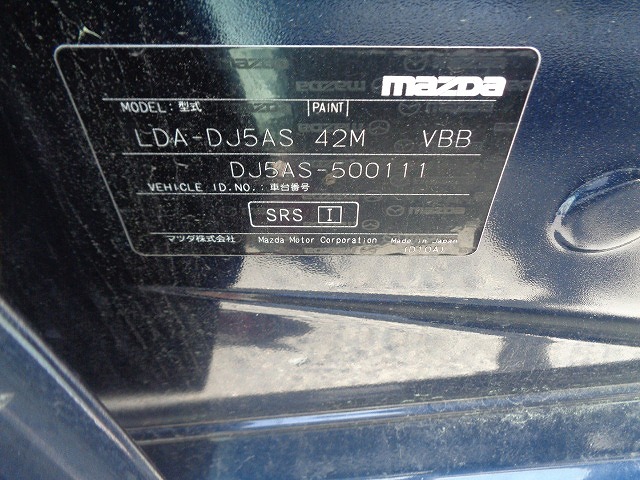 mazda
MODEL: 型式 PAINT
LDA-DJ5AS 42M VBB
DJ5AS-500111
VEHICLE ID.NO.: 車台番号
SRS I
マツダ株式会社 Mazda Motor Corporation Made in Japan
(D10A)